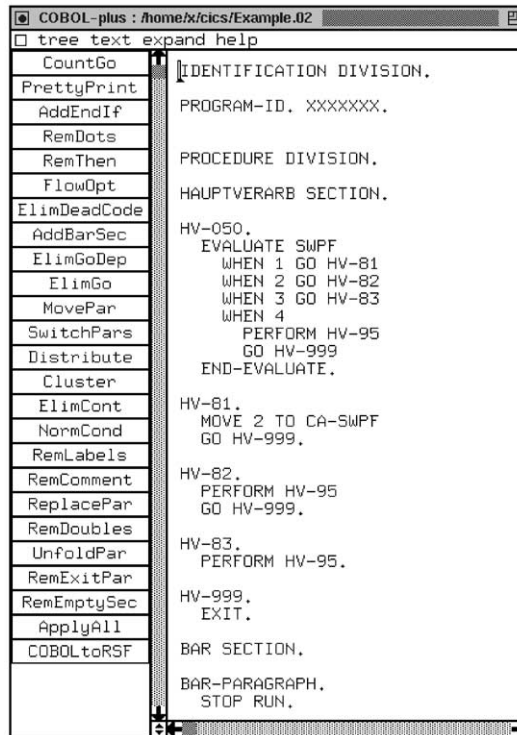 COBOL-plus : /home/x/cics/Example.02
tree text expand help
CountGo
PrettyPrint
AddEndIf
RemDots
RemThen
FlowOpt
ElimDeadCode
AddBarSec
ElimGoDep
ElimGo
MovePar
SwitchPars
Distribute
Cluster
ElimCont
NormCond
RemLabels
RemComment
ReplacePar
RemDoubles
UnfoldPar
RemExitPar
RemEmptySec
ApplyAll
COBOLtoRSF
IDENTIFICATION DIVISION.
PROGRAM-ID. XXXXXXX.
PROCEDURE DIVISION.
HAUPTVERARB SECTION.
HV-050.
EVALUATE SWPF
WHEN 1 GO HV-81
WHEN 2 GO HV-82
WHEN 3 GO HV-83
WHEN 4
PERFORM HV-95
GO HV-999
END-EVALUATE.
HV-81.
MOVE 2 TO CA-SWPF
GO HV-999.
HV-82.
PERFORM HV-95
GO HV-999.
HV-83.
PERFORM HV-95.
HV-999.
EXIT.
BAR SECTION.
BAR-PARAGRAPH.
STOP RUN.